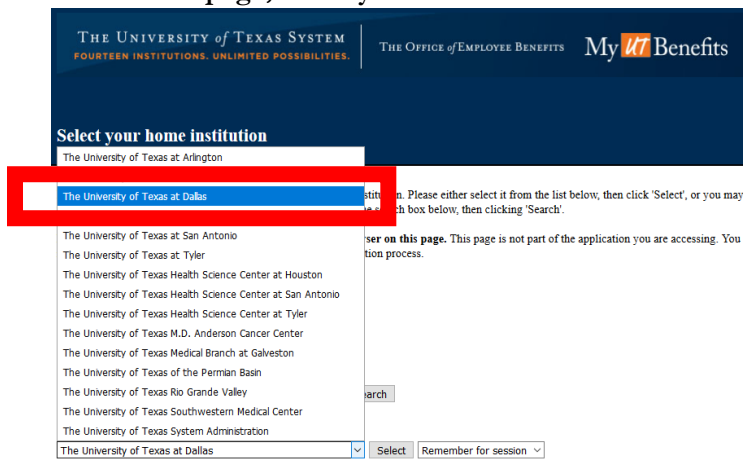 page,
THE UNIVERSITY of TEXAS SYSTEM
FOURTEEN INSTITUTIONS. UNLIMITED POSSIBILITIES.
THE OFFICE of EMPLOYEE BENEFITS
My UT Benefits
Select your home institution
The University of Texas at Arlington
The University of Texas at Dallas
Please either select it from the list below, then click 'Select', or you may
box below, then clicking 'Search'.
The University of Texas at San Antonio
on this page. This page is not part of the application you are accessing. You
The University of Texas at Tyler
process.
The University of Texas Health Science Center at Houston
The University of Texas Health Science Center at San Antonio
The University of Texas Health Science Center at Tyler
The University of Texas M.D. Anderson Cancer Center
The University of Texas Medical Branch at Galveston
The University of Texas of the Permian Basin
The University of Texas Rio Grande Valley
The University of Texas Southwestern Medical Center
The University of Texas System Administration
The University of Texas at Dallas
Select
Remember for session